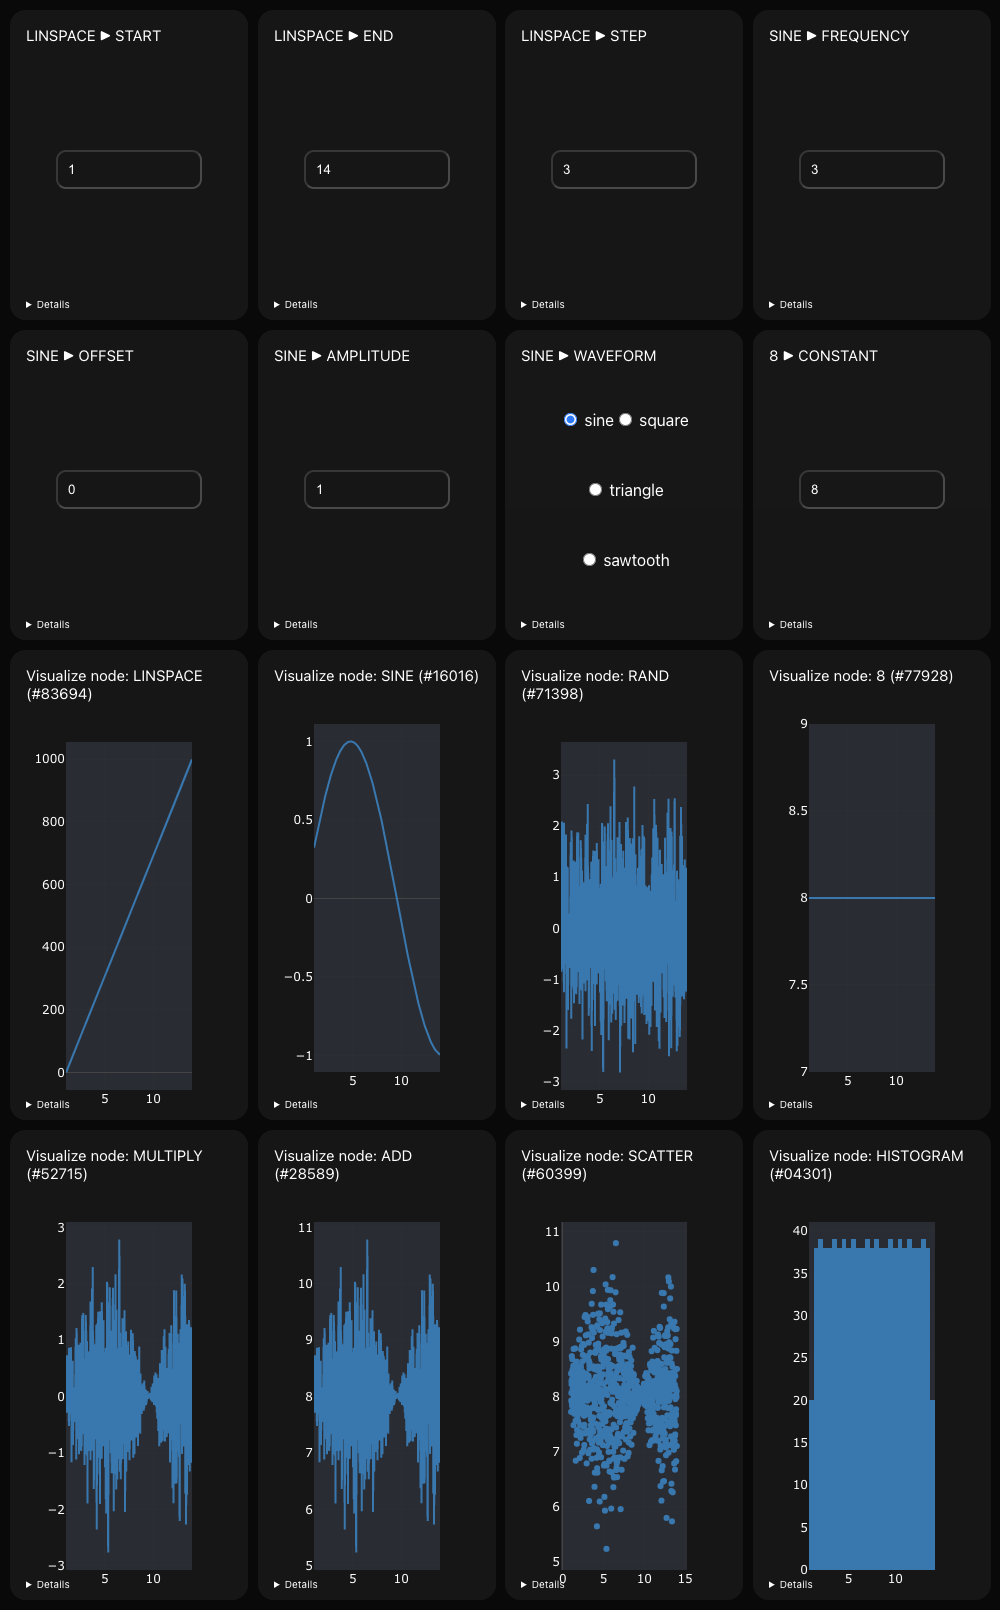 LINSPACE ▶ START
LINSPACE ▶ END
LINSPACE ▶ STEP
SINE ▶ FREQUENCY
1
14
3
3
▶ Details
▶ Details
▶ Details
▶ Details
SINE ▶ OFFSET
SINE ▶ AMPLITUDE
SINE ▶ WAVEFORM
8 ▶ CONSTANT
0
1
sine square
triangle
sawtooth
8
▶ Details
▶ Details
▶ Details
▶ Details
Visualize node: LINSPACE
(#83694)
1000
800
600
400
200
0
5 10
▶ Details
Visualize node: SINE (#16016)
1
0.5
0
−0.5
−1
5 10
▶ Details
Visualize node: RAND
(#71398)
3
2
1
0
−1
−2
−3
5 10
▶ Details
Visualize node: 8 (#77928)
9
8.5
8
7.5
7
5 10
▶ Details
Visualize node: MULTIPLY
(#52715)
3
2
1
0
−1
−2
−3
5 10
▶ Details
Visualize node: ADD
(#28589)
11
10
9
8
7
6
5
5 10
▶ Details
Visualize node: SCATTER
(#60399)
11
10
9
8
7
6
5
0 5 10 15
▶ Details
Visualize node: HISTOGRAM
(#04301)
40
35
30
25
20
15
10
5
0
5 10
▶ Details